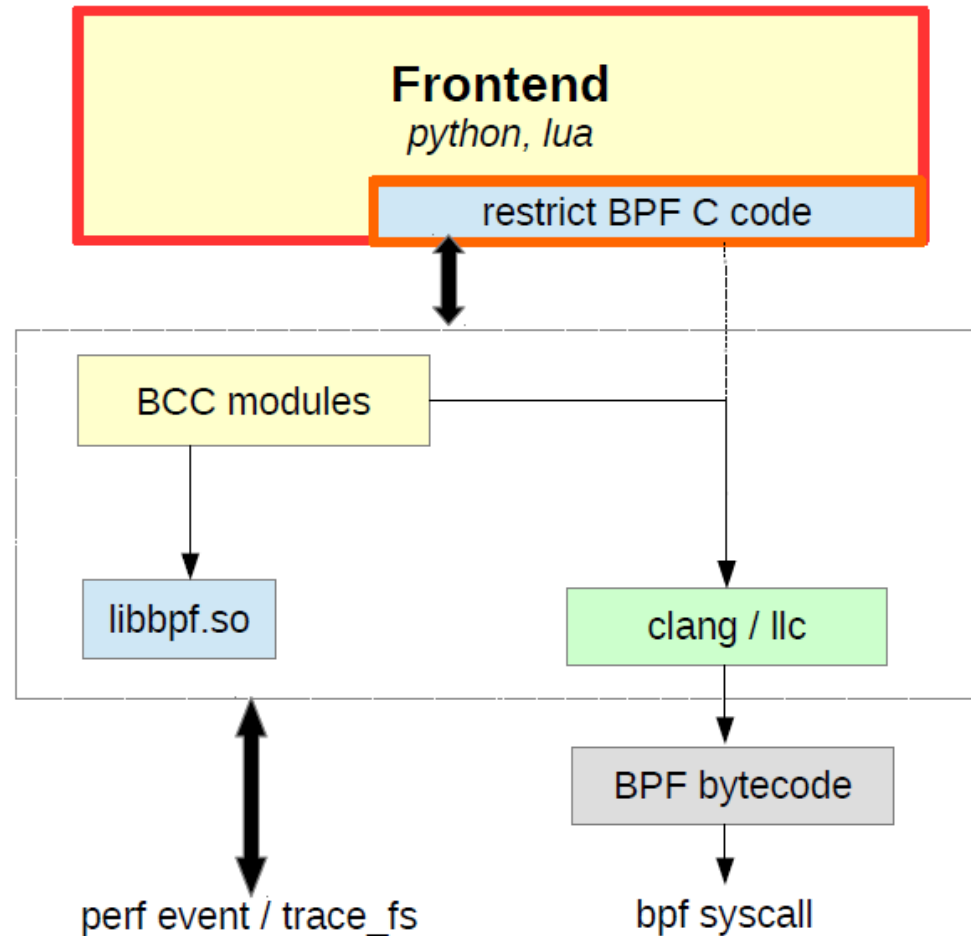 Frontend
python, lua
restrict BPF C code
BCC modules
libbpf.so
clang / llc
BPF bytecode
perf event / trace_fs
bpf syscall